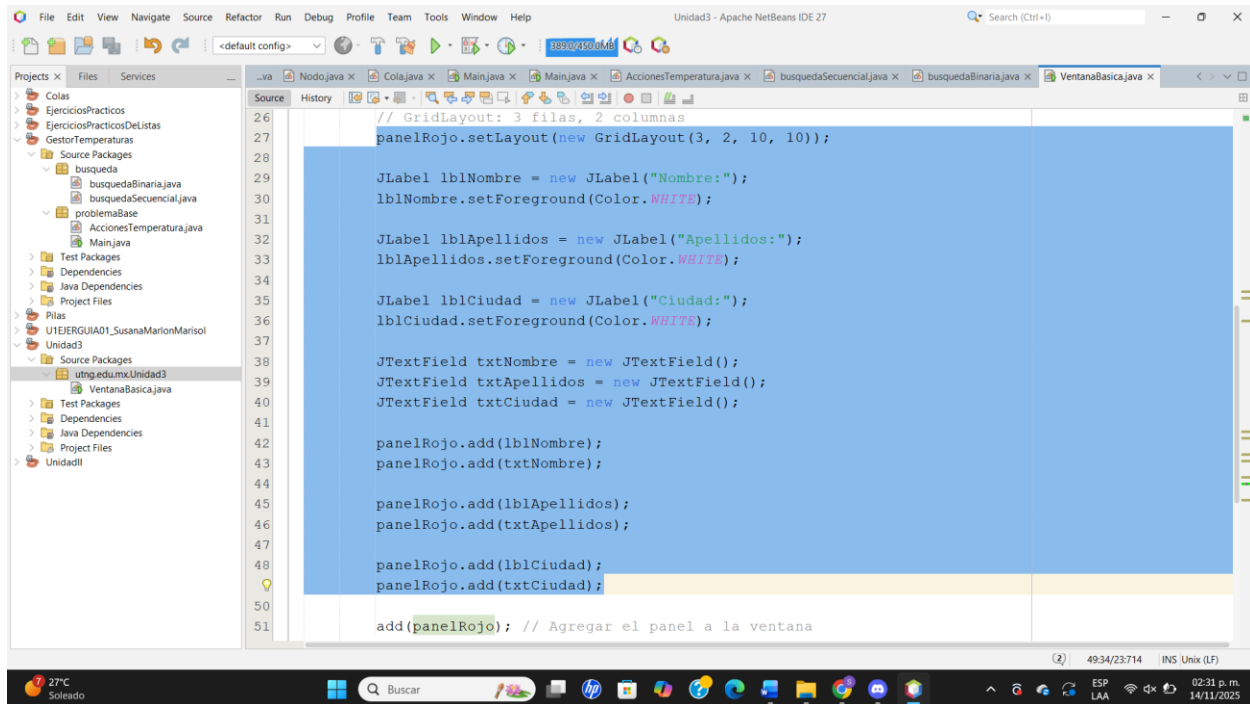 File Edit View Navigate Source Refactor Run Debug Profile Team Tools Window Help
Unidad3 - Apache NetBeans IDE 27
Search (Ctrl+I)
<default config>
389.0/450.0MB
Projects
Files
Services
...va
Nodo.java
Cola.java
Main.java
Main.java
AccionesTemperatura.java
busquedaSecuencial.java
busquedaBinaria.java
VentanaBasica.java
Colas
EjerciciosPracticos
EjerciciosPracticosDeListas
GestorTemperaturas
Source Packages
busqueda
busquedaBinaria.java
busquedaSecuencial.java
problemaBase
AccionesTemperatura.java
Main.java
Test Packages
Dependencies
Java Dependencies
Project Files
Pilas
U1EJERGUIA01_SusanaMarlonMarisol
Unidad3
Source Packages
utng.edu.mx.Unidad3
VentanaBasica.java
Test Packages
Dependencies
Java Dependencies
Project Files
UnidadII
Source History
26 // GridLayout: 3 filas, 2 columnas
27 panelRojo.setLayout(new GridLayout(3, 2, 10, 10));
28
29 JLabel lblNombre = new JLabel("Nombre:");
30 lblNombre.setForeground(Color.WHITE);
31
32 JLabel lblApellidos = new JLabel("Apellidos:");
33 lblApellidos.setForeground(Color.WHITE);
34
35 JLabel lblCiudad = new JLabel("Ciudad:");
36 lblCiudad.setForeground(Color.WHITE);
37
38 JTextField txtNombre = new JTextField();
39 JTextField txtApellidos = new JTextField();
40 JTextField txtCiudad = new JTextField();
41
42 panelRojo.add(lblNombre);
43 panelRojo.add(txtNombre);
44
45 panelRojo.add(lblApellidos);
46 panelRojo.add(txtApellidos);
47
48 panelRojo.add(lblCiudad);
panelRojo.add(txtCiudad);
50
51 add(panelRojo); // Agregar el panel a la ventana
2
49:34/23:714
INS
Unix (LF)
7
27°C
Soleado
Buscar
ESP
LAA
02:31 p. m.
14/11/2025